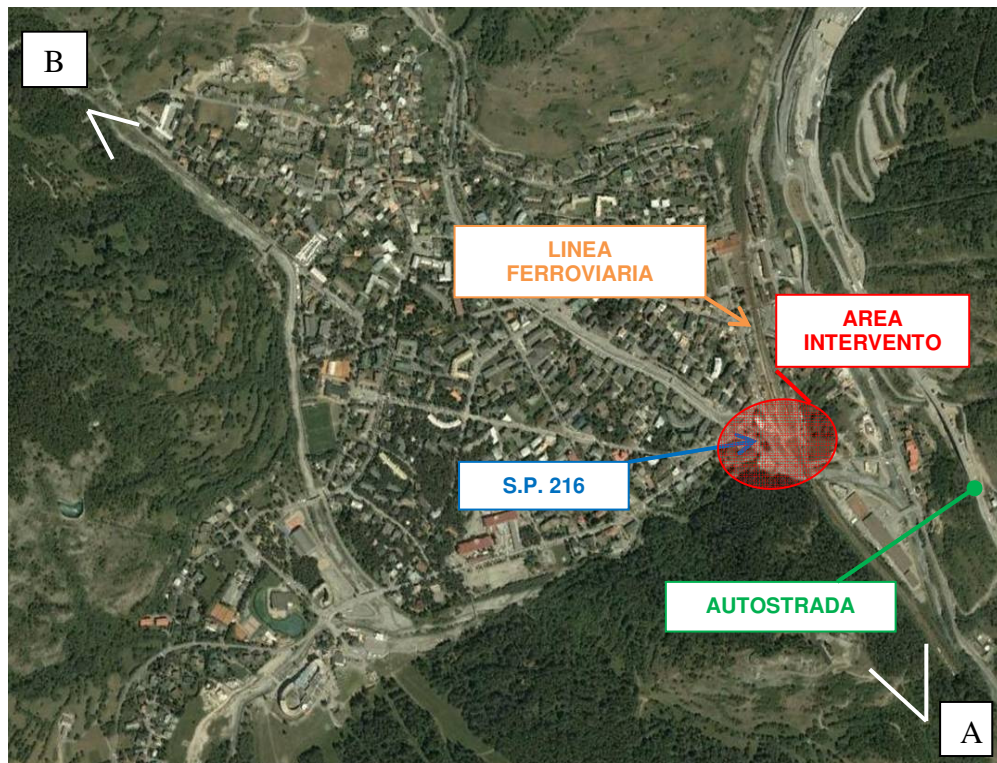 B
LINEA
FERROVIARIA
AREA
INTERVENTO
S.P. 216
AUTOSTRADA
A